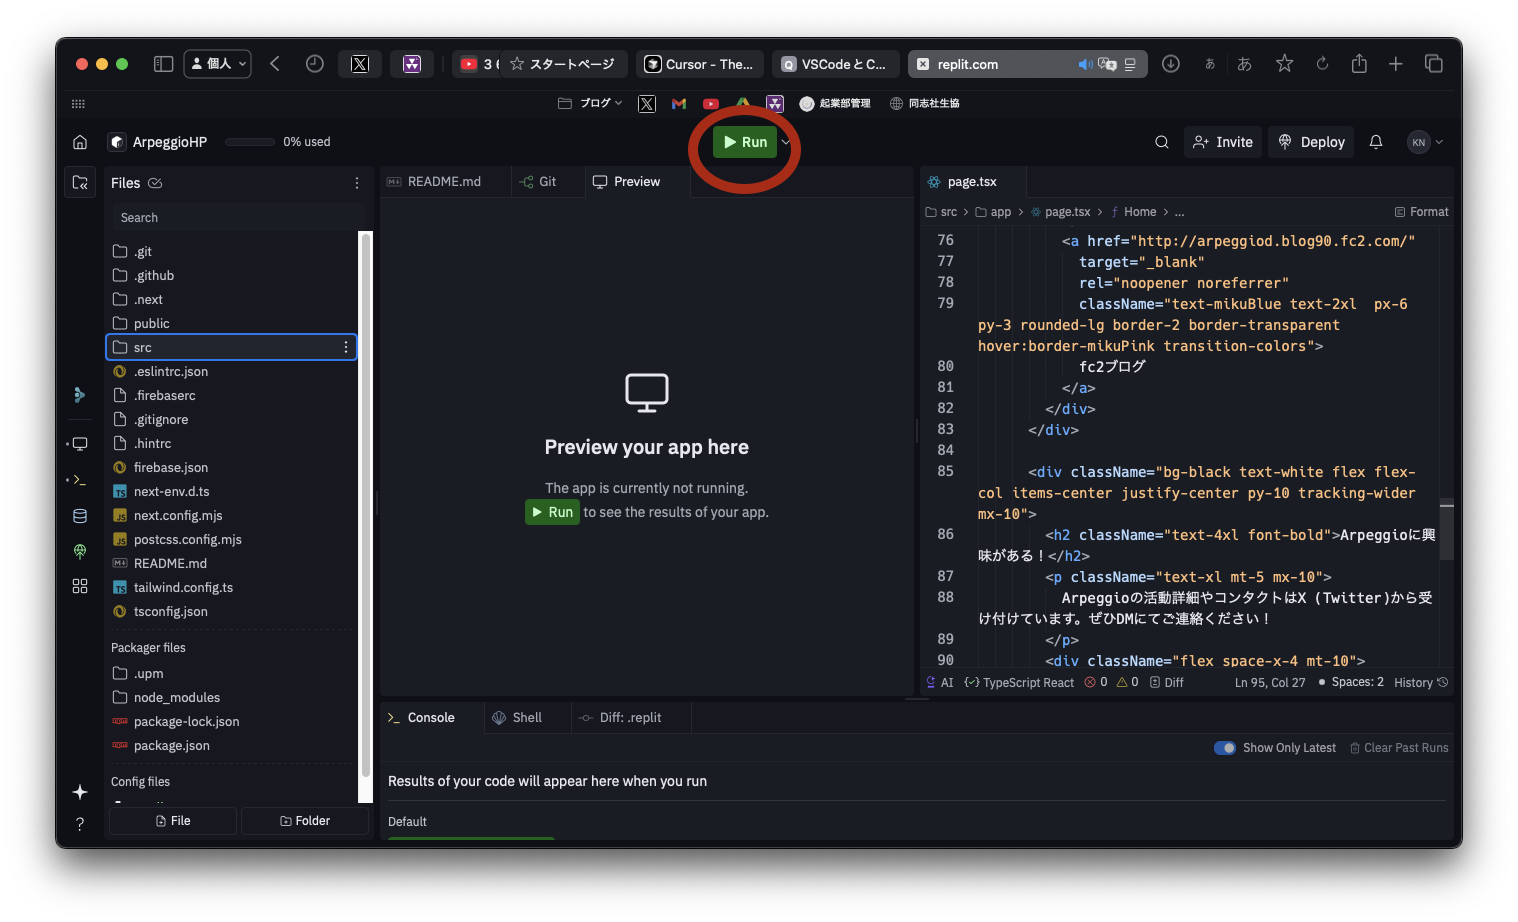 個人
3 6
スタートページ
Cursor - The...
VSCode と C...
replit.com
あ
あ
ブログ
起業部管理
同志社生協
ArpeggioHP
0% used
Run
Invite
Deploy
KN
Files
Search
.git
.github
.next
public
src
.eslintrc.json
.firebaserc
.gitignore
.hintrc
firebase.json
TS next-env.d.ts
JS next.config.mjs
JS postcss.config.mjs
README.md
TS tailwind.config.ts
tsconfig.json
Packager files
.upm
node_modules
package-lock.json
package.json
Config files
File
Folder
README.md
Git
Preview
Preview your app here
The app is currently not running.
Run to see the results of your app.
page.tsx
src > app > page.tsx > f Home > ...
Format
76 <a href="http://arpeggiod.blog90.fc2.com/"
77 target="_blank"
78 rel="noopener noreferrer"
79 className="text-mikuBlue text-2xl  px-6
py-3 rounded-lg border-2 border-transparent
hover:border-mikuPink transition-colors">
80 fc2ブログ
81 </a>
82 </div>
83 </div>
84
85 <div className="bg-black text-white flex flex-
col items-center justify-center py-10 tracking-wider
mx-10">
86 <h2 className="text-4xl font-bold">Arpeggioに興
味がある！</h2>
87 <p className="text-xl mt-5 mx-10">
88 Arpeggioの活動詳細やコンタクトはX (Twitter)から受
け付けています。ぜひDMにてご連絡ください！
89 </p>
90 <div className="flex space-x-4 mt-10">
AI
TypeScript React
0
0
Diff
Ln 95, Col 27
Spaces: 2
History
Console
Shell
Diff: .replit
Show Only Latest
Clear Past Runs
Results of your code will appear here when you run
Default